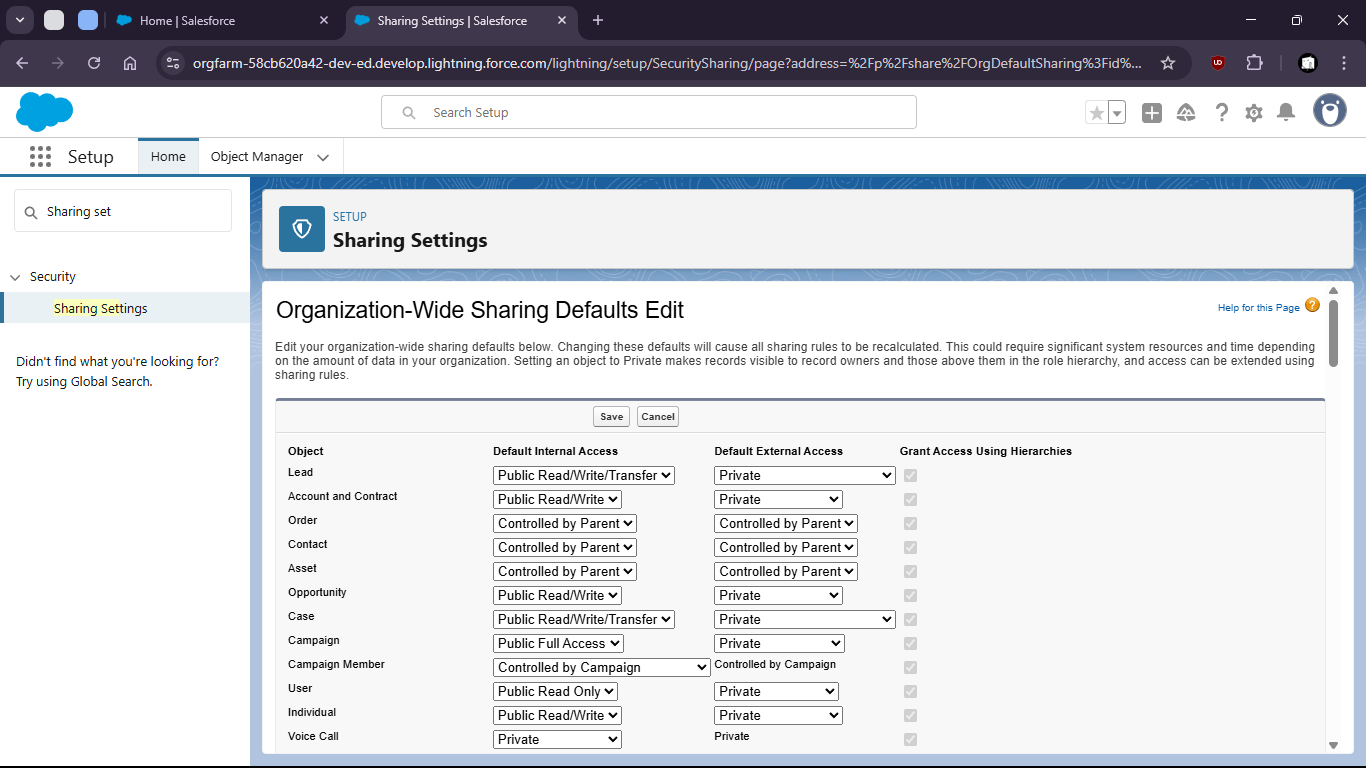 Home | Salesforce
Sharing Settings | Salesforce
orgfarm-58cb620a42-dev-ed.develop.lightning.force.com/lightning/setup/SecuritySharing/page?address=%2Fp%2Fshare%2FOrgDefaultSharing%3Fid%...
UD
Search Setup
Setup
Home
Object Manager
Sharing set
Security
Sharing Settings
Didn't find what you're looking for?
Try using Global Search.
SETUP
Sharing Settings
Organization-Wide Sharing Defaults Edit
Help for this Page ?
Edit your organization-wide sharing defaults below. Changing these defaults will cause all sharing rules to be recalculated. This could require significant system resources and time depending
on the amount of data in your organization. Setting an object to Private makes records visible to record owners and those above them in the role hierarchy, and access can be extended using
sharing rules.
Save Cancel
Object Default Internal Access Default External Access Grant Access Using Hierarchies
Lead Public Read/Write/Transfer Private
Account and Contract Public Read/Write Private
Order Controlled by Parent Controlled by Parent
Contact Controlled by Parent Controlled by Parent
Asset Controlled by Parent Controlled by Parent
Opportunity Public Read/Write Private
Case Public Read/Write/Transfer Private
Campaign Public Full Access Private
Campaign Member Controlled by Campaign Controlled by Campaign
User Public Read Only Private
Individual Public Read/Write Private
Voice Call Private Private